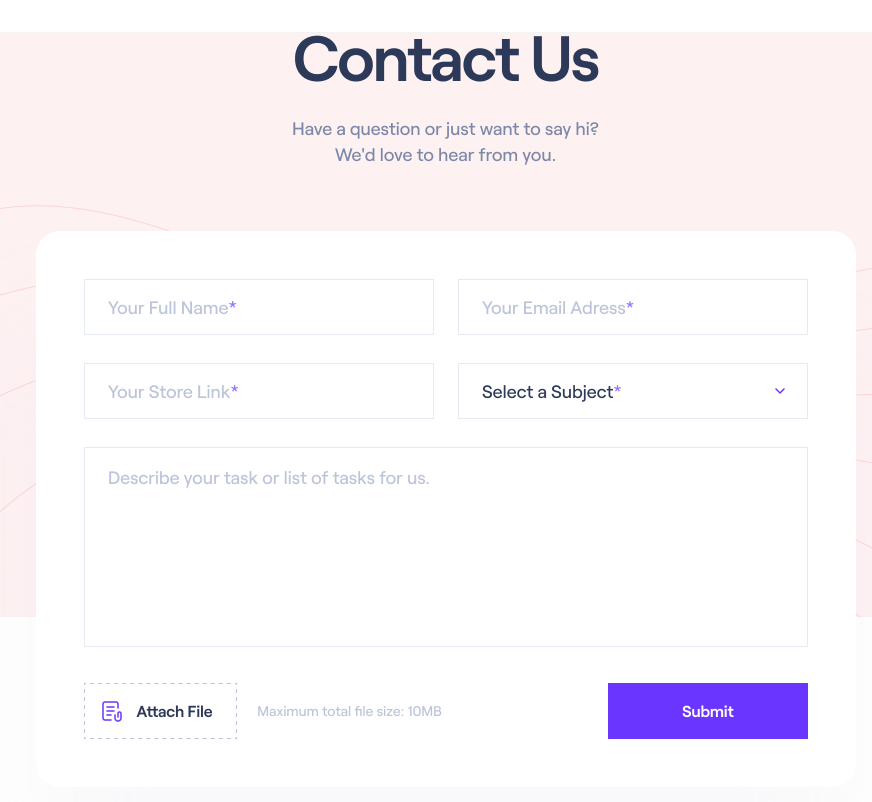 Contact Us
Have a question or just want to say hi?
We'd love to hear from you.
Your Full Name*
Your Email Adress*
Your Store Link*
Select a Subject*
Describe your task or list of tasks for us.
Attach File
Maximum total file size: 10MB
Submit